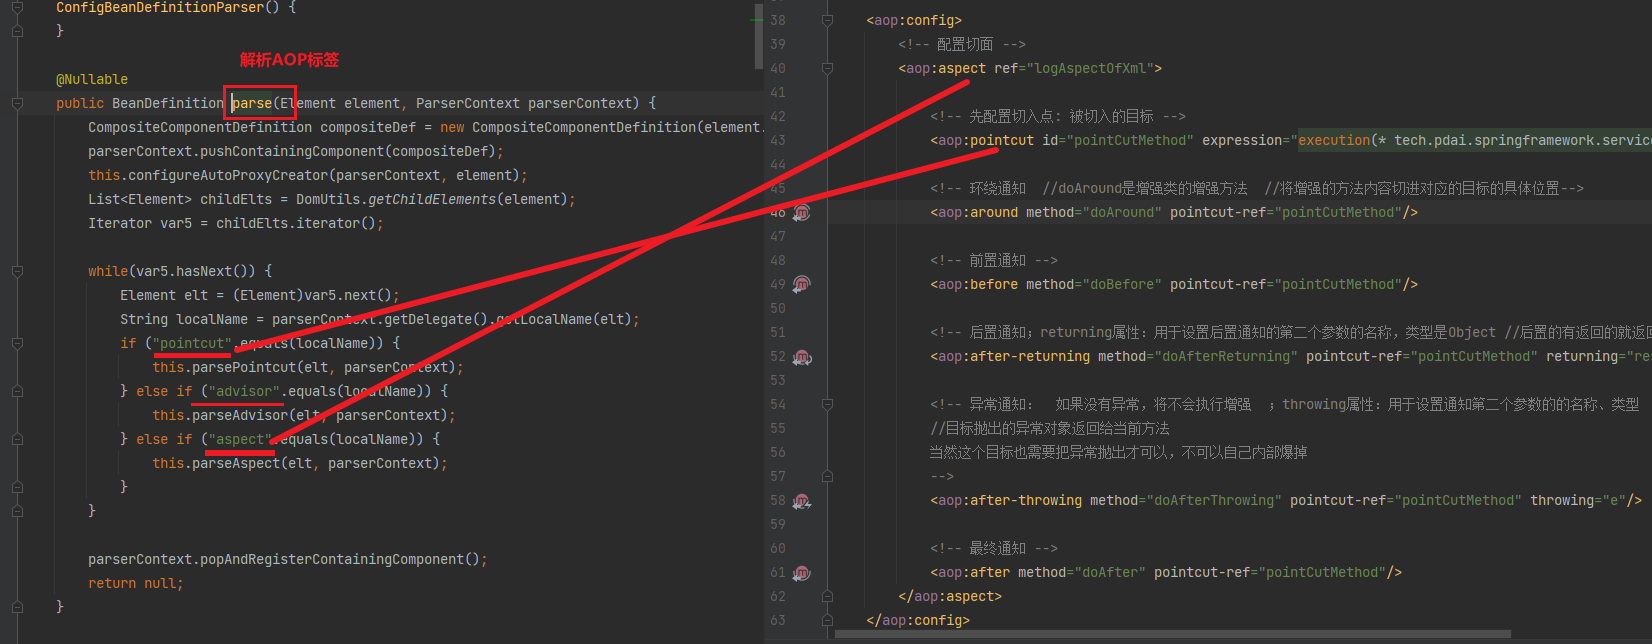 ConfigBeanDefinitionParser() {
}
解析AOP标签
@Nullable
public BeanDefinition parse(Element element, ParserContext parserContext) {
CompositeComponentDefinition compositeDef = new CompositeComponentDefinition(element.
parserContext.pushContainingComponent(compositeDef);
this.configureAutoProxyCreator(parserContext, element);
List<Element> childElts = DomUtils.getChildElements(element);
Iterator var5 = childElts.iterator();
while(var5.hasNext()) {
Element elt = (Element)var5.next();
String localName = parserContext.getDelegate().getLocalName(elt);
if ("pointcut".equals(localName)) {
this.parsePointcut(elt, parserContext);
} else if ("advisor".equals(localName)) {
this.parseAdvisor(elt, parserContext);
} else if ("aspect".equals(localName)) {
this.parseAspect(elt, parserContext);
}
}
parserContext.popAndRegisterContainingComponent();
return null;
}
38 <aop:config>
39 <!-- 配置切面 -->
40 <aop:aspect ref="logAspectOfXml">
41
42 <!-- 先配置切入点: 被切入的目标 -->
43 <aop:pointcut id="pointCutMethod" expression="execution(* tech.pdai.springframework.service
44
45 <!-- 环绕通知 //doAround是增强类的增强方法 //将增强的方法内容切进对应的目标的具体位置-->
46 <aop:around method="doAround" pointcut-ref="pointCutMethod"/>
47
48 <!-- 前置通知 -->
49 <aop:before method="doBefore" pointcut-ref="pointCutMethod"/>
50
51 <!-- 后置通知；returning属性：用于设置后置通知的第二个参数的名称，类型是Object //后置的有返回的就返回
52 <aop:after-returning method="doAfterReturning" pointcut-ref="pointCutMethod" returning="re
53
54 <!-- 异常通知： 如果没有异常，将不会执行增强 ；throwing属性：用于设置通知第二个参数的的名称、类型
55 //目标抛出的异常对象返回给当前方法
56 当然这个目标也需要把异常抛出才可以，不可以自己内部爆掉
57 -->
58 <aop:after-throwing method="doAfterThrowing" pointcut-ref="pointCutMethod" throwing="e"/>
59
60 <!-- 最终通知 -->
61 <aop:after method="doAfter" pointcut-ref="pointCutMethod"/>
62 </aop:aspect>
63 </aop:config>